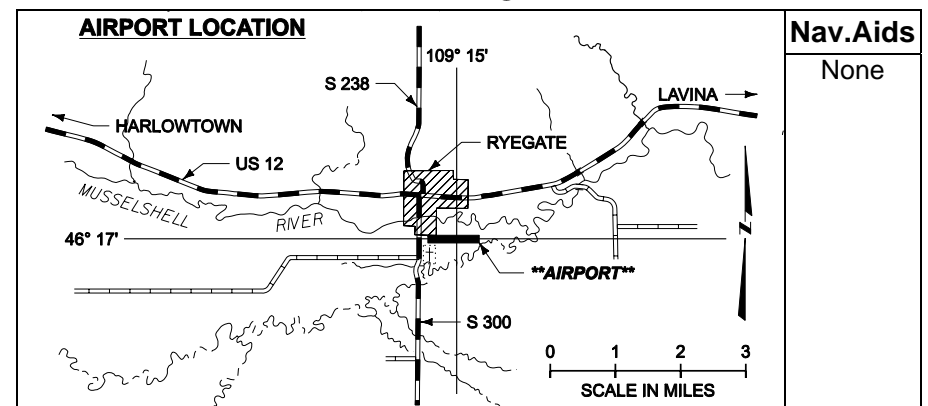 AIRPORT LOCATION
109° 15'
S 238
LAVINA
HARLOWTOWN
RYEGATE
US 12
MUSSELSHELL
RIVER
46° 17'
**AIRPORT**
N
S 300
0 1 2 3
SCALE IN MILES
Nav.Aids
None